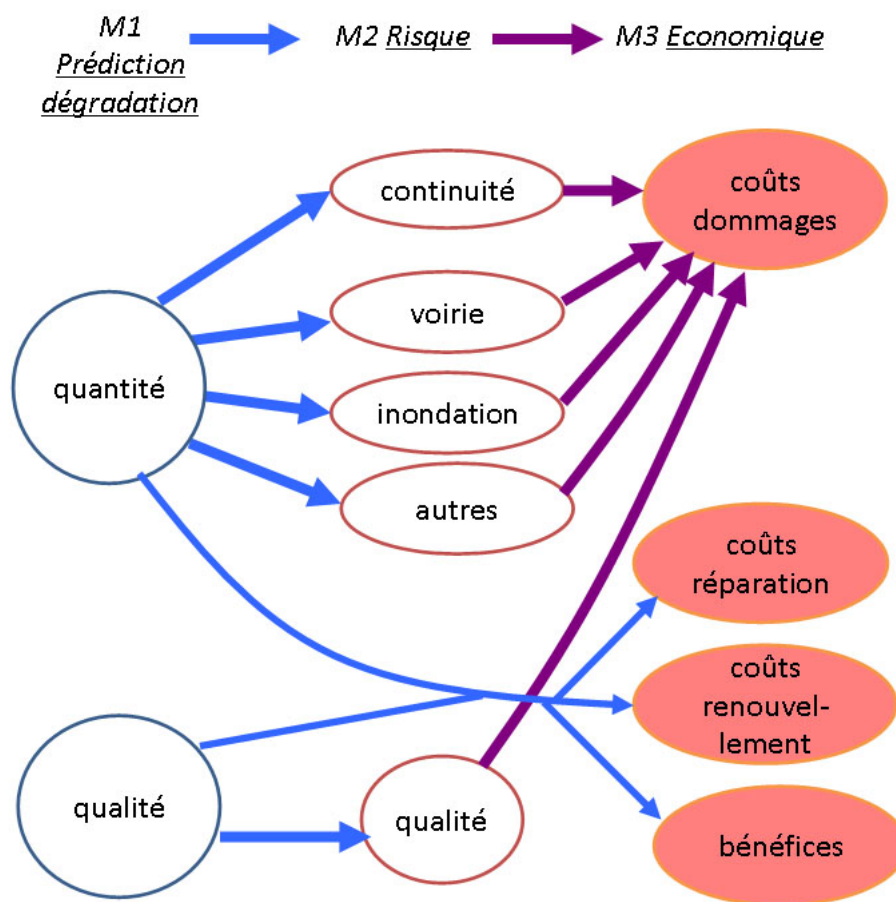 M1
Prédiction
dégradation
M2 Risque
M3 Economique
continuité
coûts
dommages
voirie
quantité
inondation
autres
coûts
réparation
coûts
renouvel-
lement
qualité
qualité
bénéfices